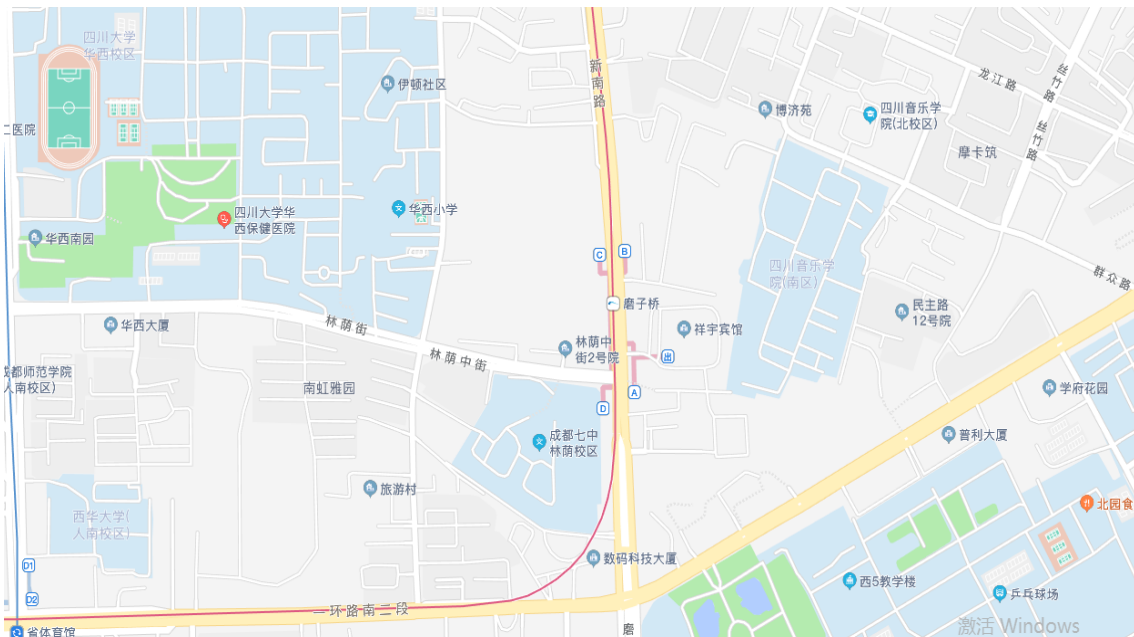 四川大学
华西校区
二医院
伊顿社区
新南路
博济苑
四川音乐学
院(北校区)
龙江路
丝竹路
丝竹路
摩卡筑
四川大学华
西保健医院
华西小学
华西南园
C
B
四川音乐学
院(南区)
群众路
磨子桥
民主路
12号院
华西大厦
林荫街
祥宇宾馆
林荫中
街2号院
出
林荫中街
都师范学院
人南校区)
南虹雅园
A
D
学府花园
成都七中
林荫校区
普利大厦
旅游村
西华大学(
人南校区)
北园食
数码科技大厦
D1
D2
西5教学楼
乒乓球场
二环路南二段
省体育馆
磨
激活 Windows